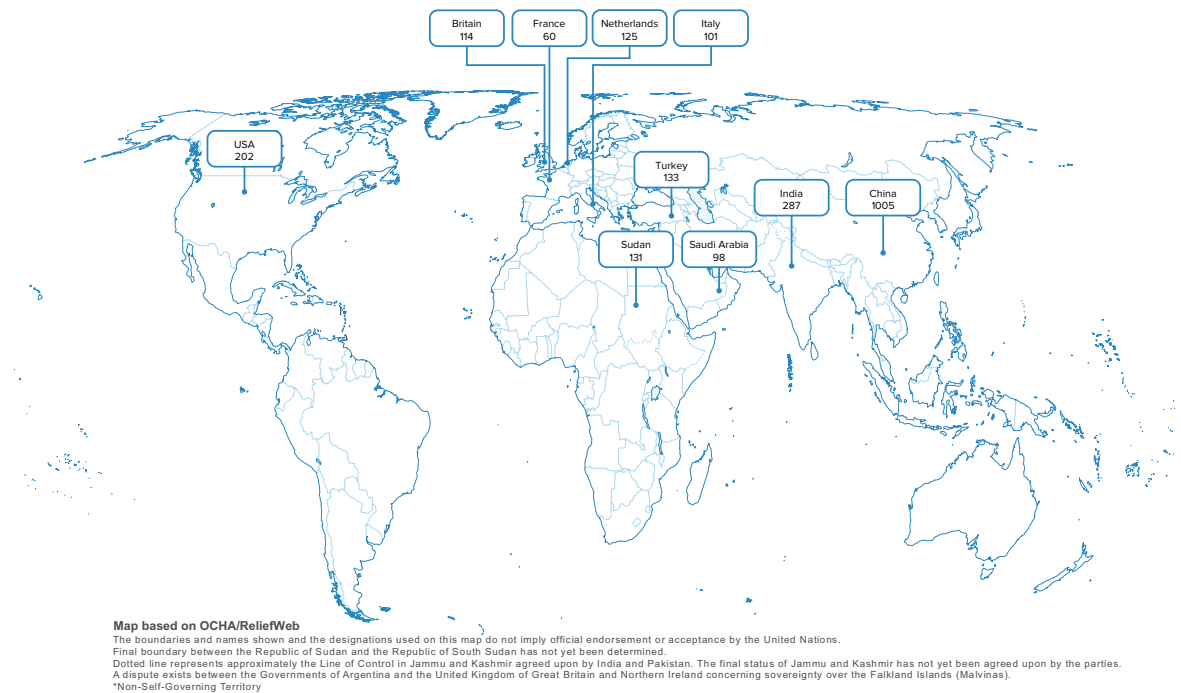 Britain
114
France
60
Netherlands
125
Italy
101
USA
202
Turkey
133
India
287
China
1005
Sudan
131
Saudi Arabia
98
Map based on OCHA/ReliefWeb
The boundaries and names shown and the designations used on this map do not imply official endorsement or acceptance by the United Nations.
Final boundary between the Republic of Sudan and the Republic of South Sudan has not yet been determined.
Dotted line represents approximately the Line of Control in Jammu and Kashmir agreed upon by India and Pakistan. The final status of Jammu and Kashmir has not yet been agreed upon by the parties.
A dispute exists between the Governments of Argentina and the United Kingdom of Great Britain and Northern Ireland concerning sovereignty over the Falkland Islands (Malvinas).
*Non-Self-Governing Territory